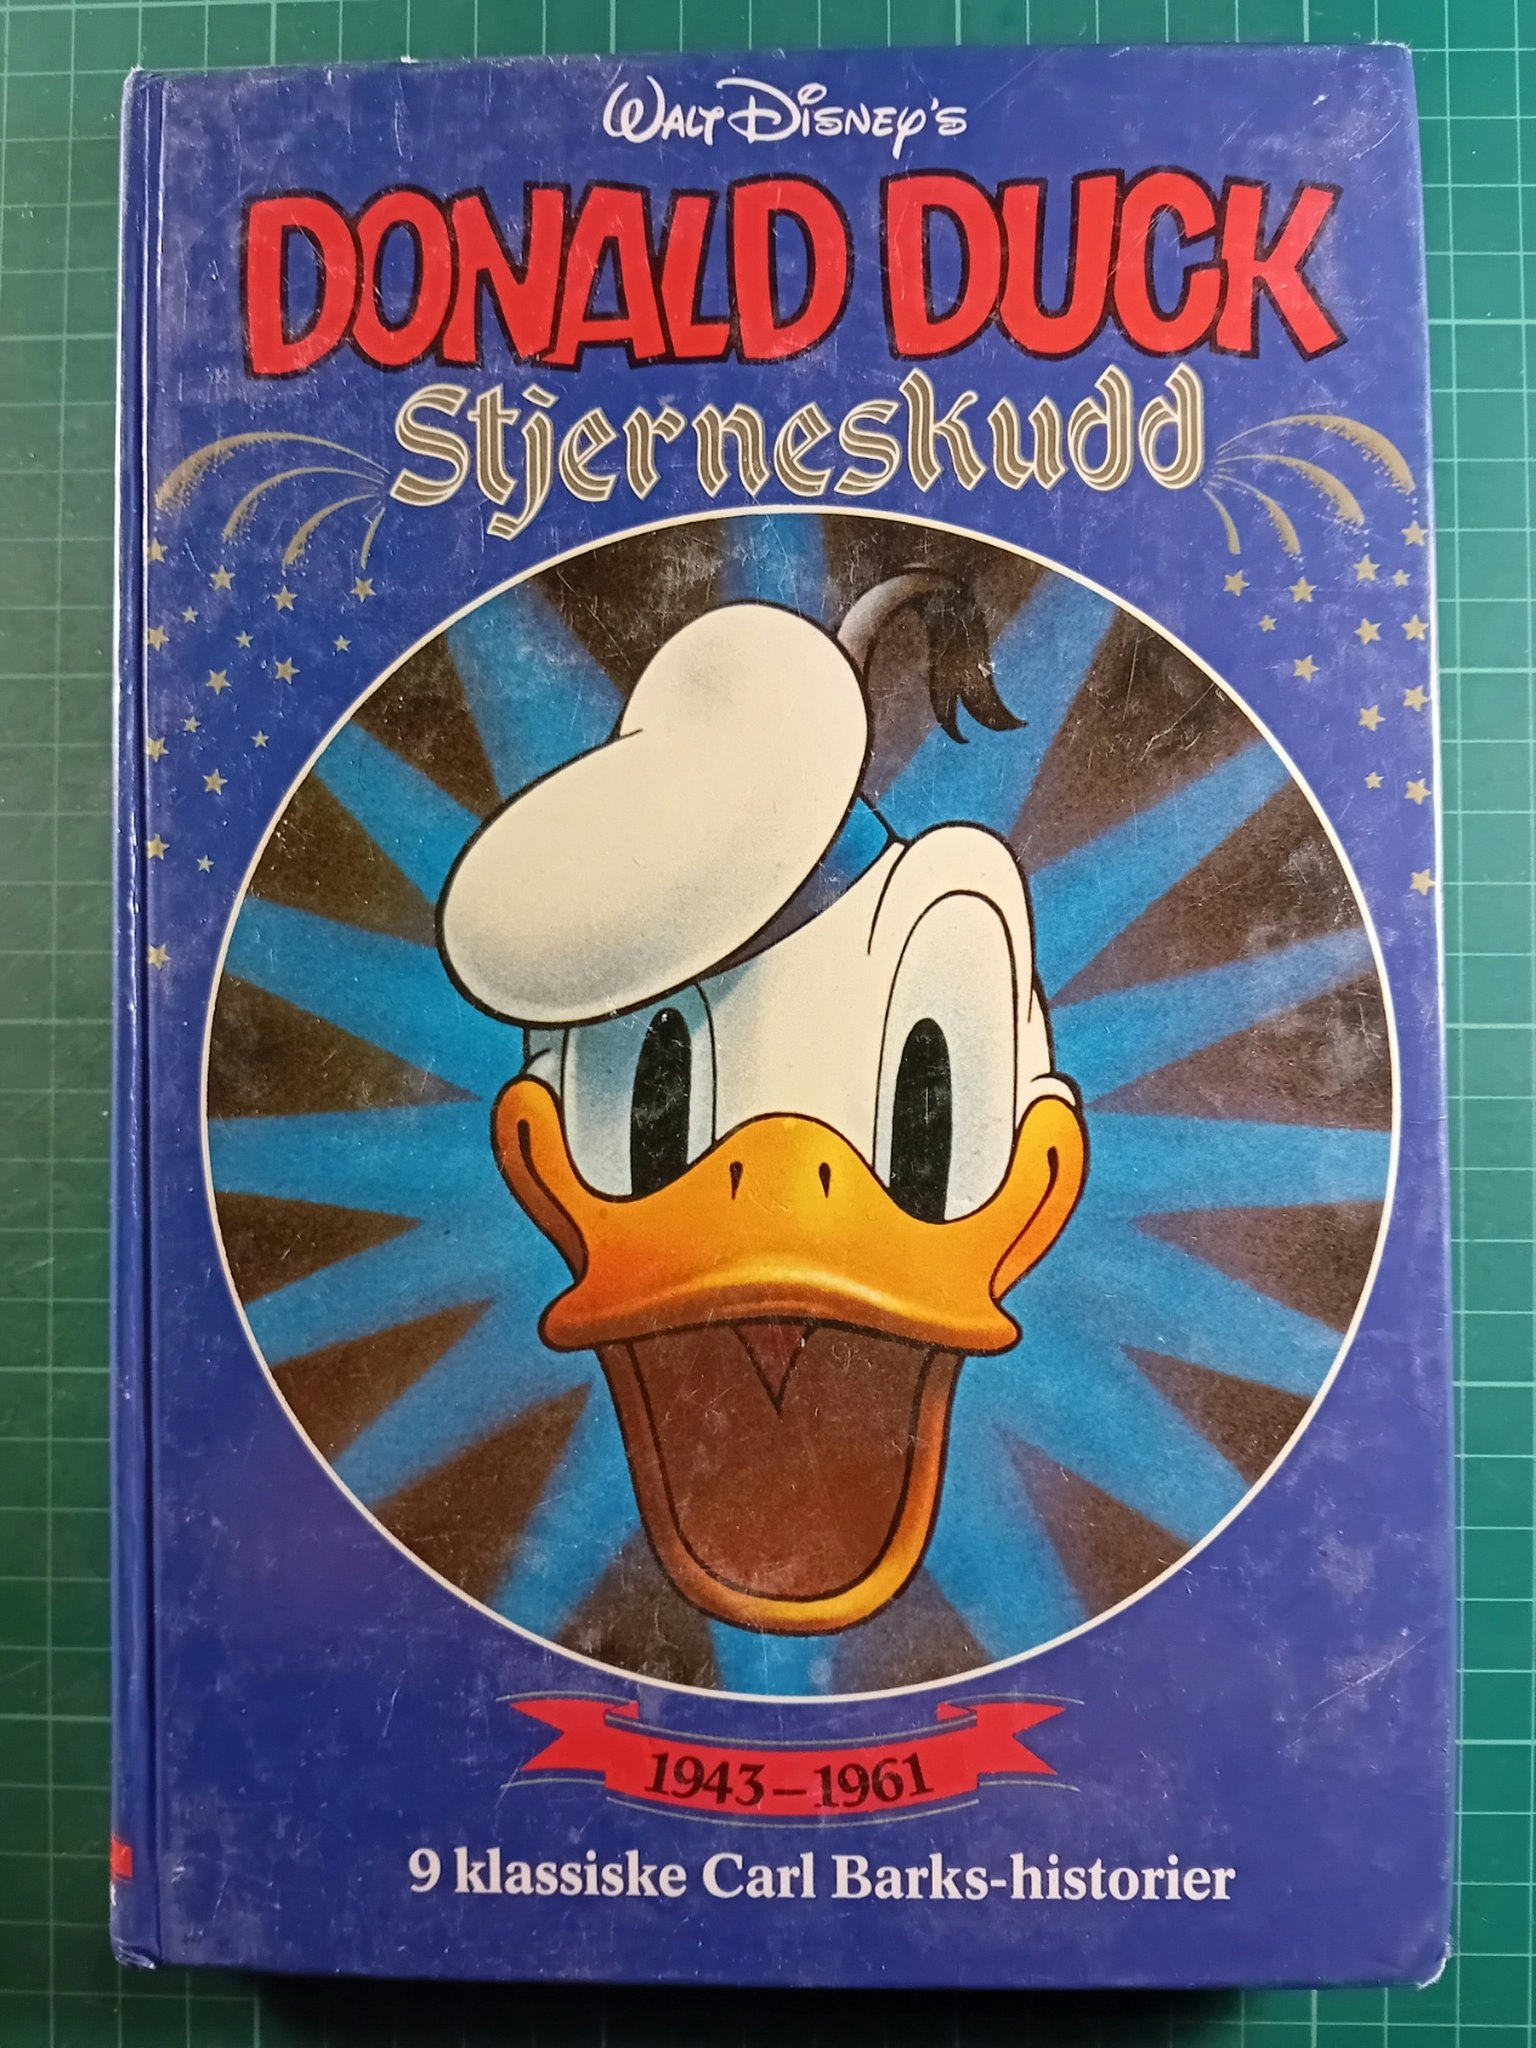 WALT DISNEY'S
DONALD DUCK
Stjerneskudd
1943–1961
9 klassiske Carl Barks-historier